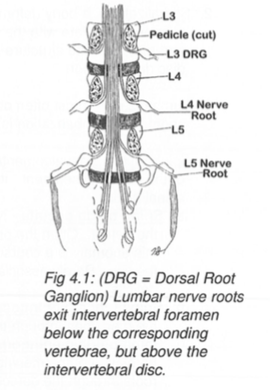 L3
Pedicle (cut)
L3 DRG
L4
L4 Nerve
Root
L5
L5 Nerve
Root
Fig 4.1: (DRG = Dorsal Root
Ganglion) Lumbar nerve roots
exit intervertebral foramen
below the corresponding
vertebrae, but above the
intervertebral disc.